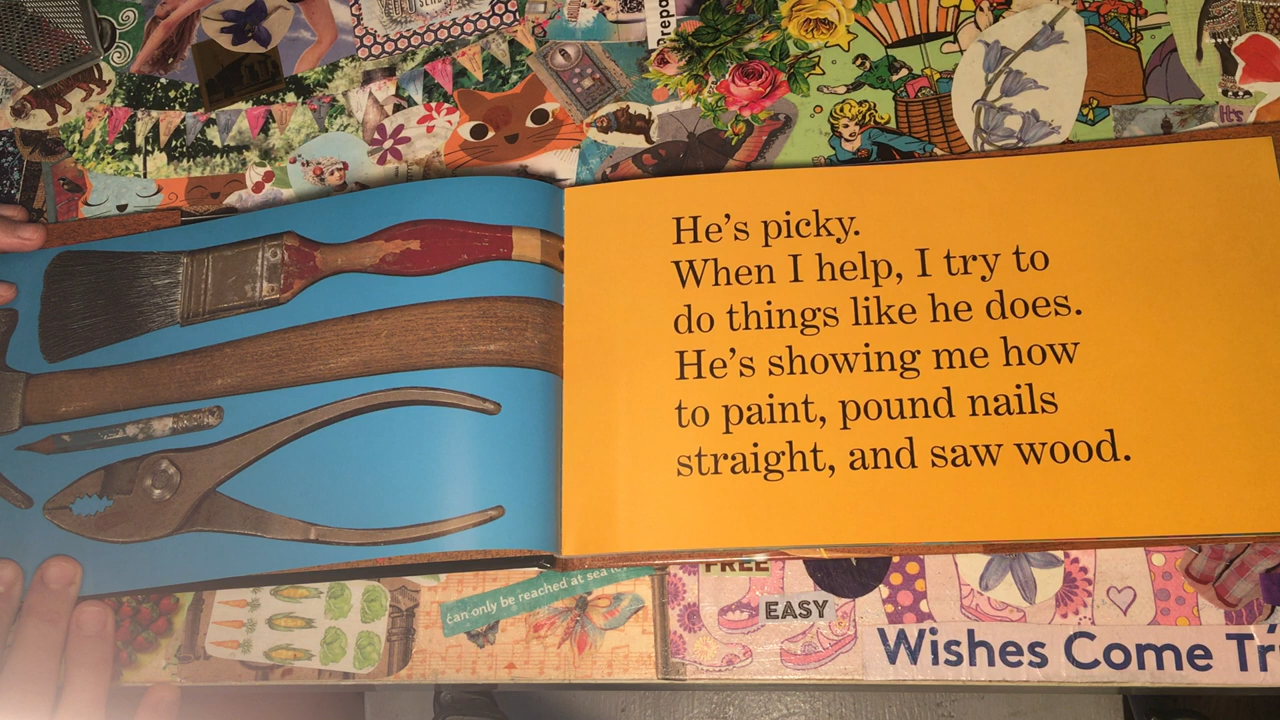 He's picky.
When I help, I try to
do things like he does.
He's showing me how
to paint, pound nails
straight, and saw wood.
It's
can only be reached at sea
FREE
EASY
Wishes Come